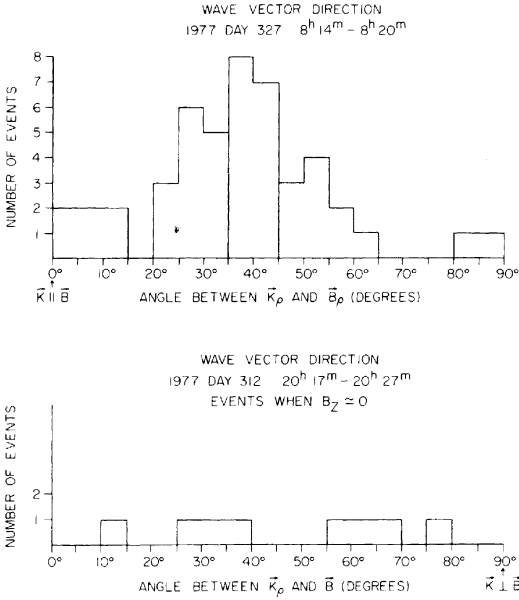 WAVE VECTOR DIRECTION
1977 DAY 327 8h 14m – 8h 20m
NUMBER OF EVENTS
8
7
6
5
4
3
2
1
0° 10° 20° 30° 40° 50° 60° 70° 80° 90°
K⃗ ∥ B⃗ ANGLE BETWEEN K⃗ρ AND B⃗ρ (DEGREES)
WAVE VECTOR DIRECTION
1977 DAY 312 20h 17m – 20h 27m
EVENTS WHEN BZ ≃ 0
NUMBER OF EVENTS
2
1
0° 10° 20° 30° 40° 50° 60° 70° 80° 90°
ANGLE BETWEEN K⃗ρ AND B⃗ (DEGREES) K⃗ ⊥ B⃗